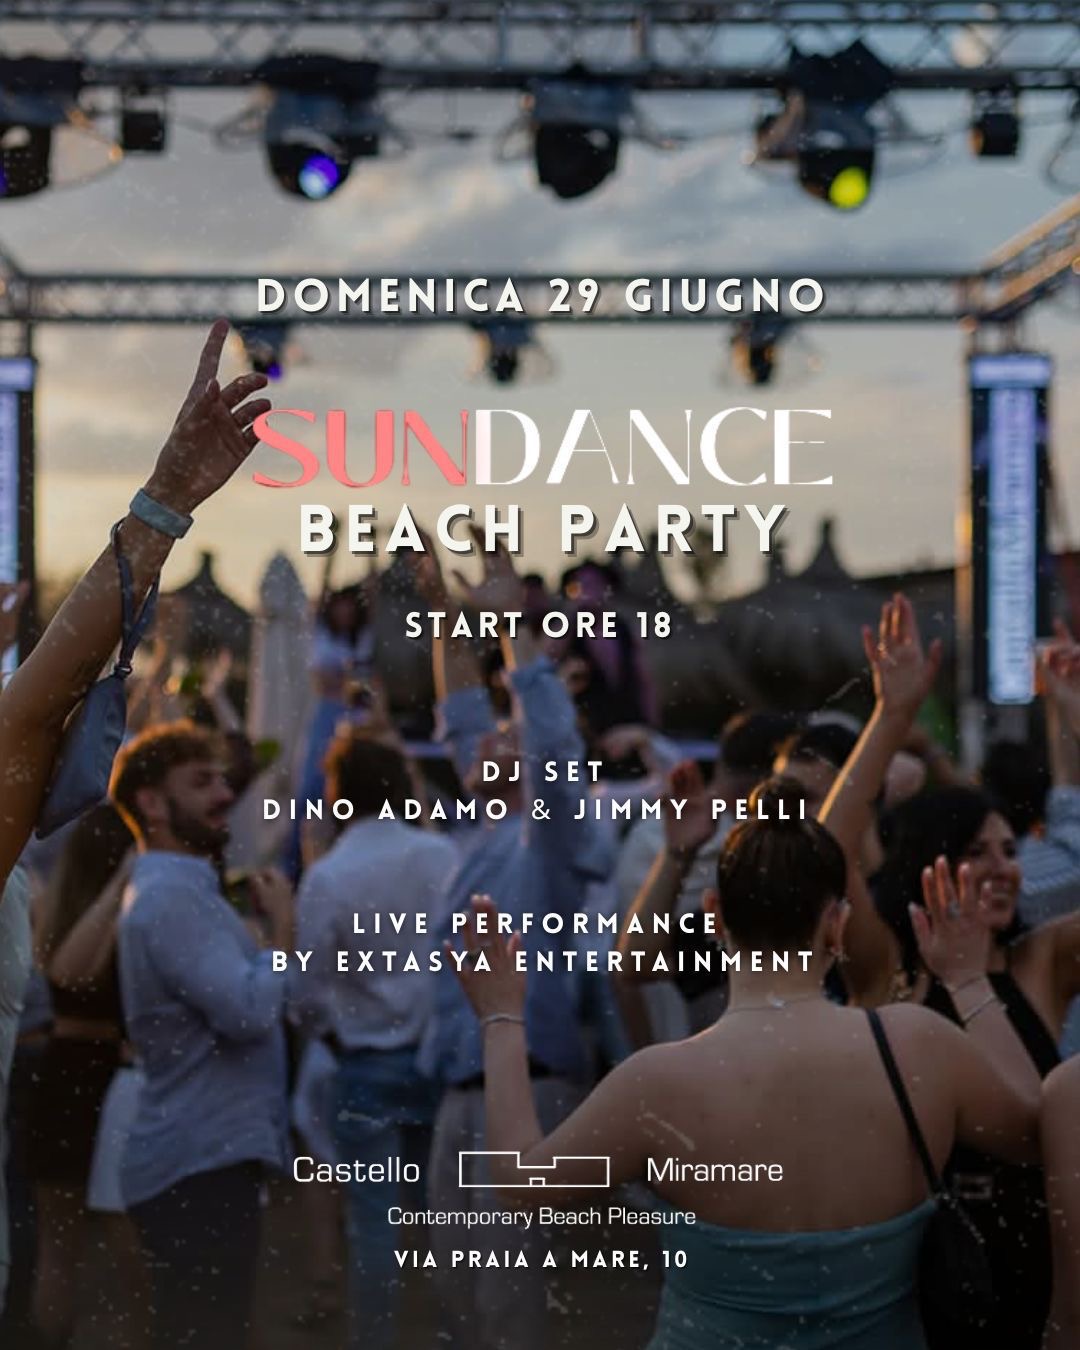 DOMENICA 29 GIUGNO
SUNDANCE
BEACH PARTY
START ORE 18
DJ SET
DINO ADAMO & JIMMY PELLI
LIVE PERFORMANCE
BY EXTASYA ENTERTAINMENT
Castello Miramare
Contemporary Beach Pleasure
VIA PRAIA A MARE, 10